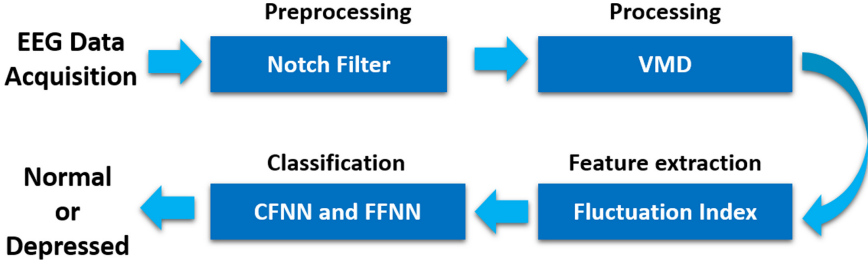 EEG Data
Acquisition
Preprocessing
Notch Filter
Processing
VMD
Feature extraction
Fluctuation Index
Classification
CFNN and FFNN
Normal
or
Depressed